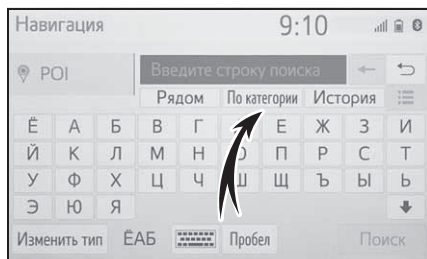 Навигация 9:10
POI Введите строку поиска
Рядом По категории История
Ё А Б В Г Е Ж З И
Й К Л М Н О П Р С Т
У Ф Х Ц Ч Ш Щ Ъ Ы Ь
Э Ю Я
Изменить тип ЁАБ Пробел Поиск